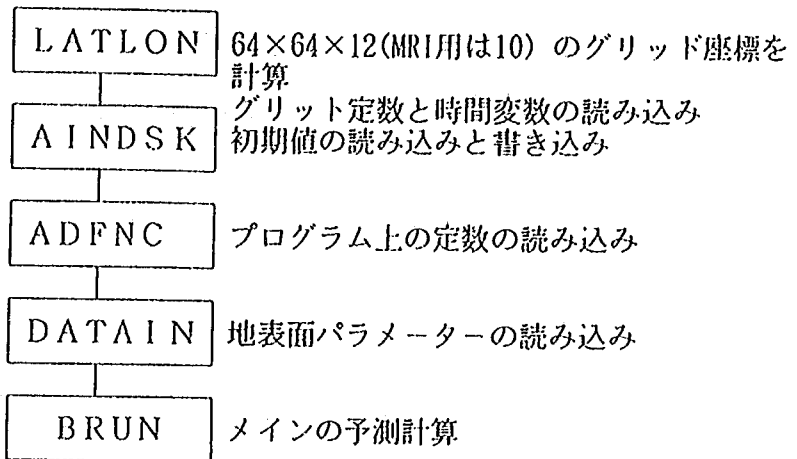 LATLON 64×64×12(MRI用は10) のグリッド座標を
計算
グリット定数と時間変数の読み込み
AINDSK 初期値の読み込みと書き込み
ADFNC プログラム上の定数の読み込み
DATAIN 地表面パラメーターの読み込み
BRUN メインの予測計算